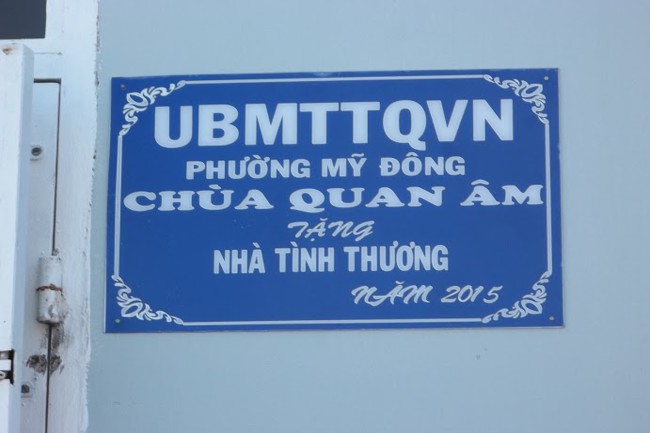 UBMTTQVN
PHƯỜNG MỸ ĐÔNG
CHÙA QUAN ÂM
TẶNG
NHÀ TÌNH THƯƠNG
NĂM 2015